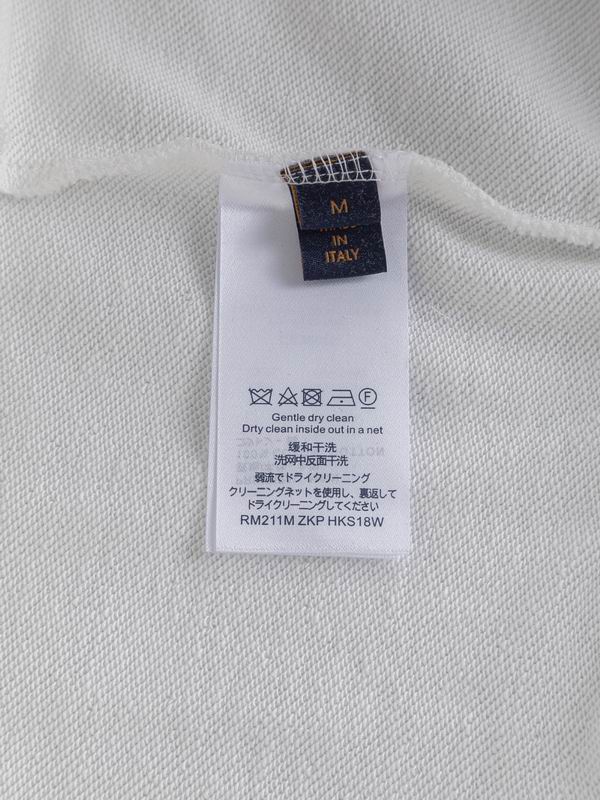 M
MADE
IN
ITALY
F
Gentle dry clean
Drty clean inside out in a net
缓和干洗
洗网中反面干洗
弱流でドライクリーニング
クリーニングネットを使用し、裏返して
ドライクリーニングしてください
RM211M ZKP HKS18W